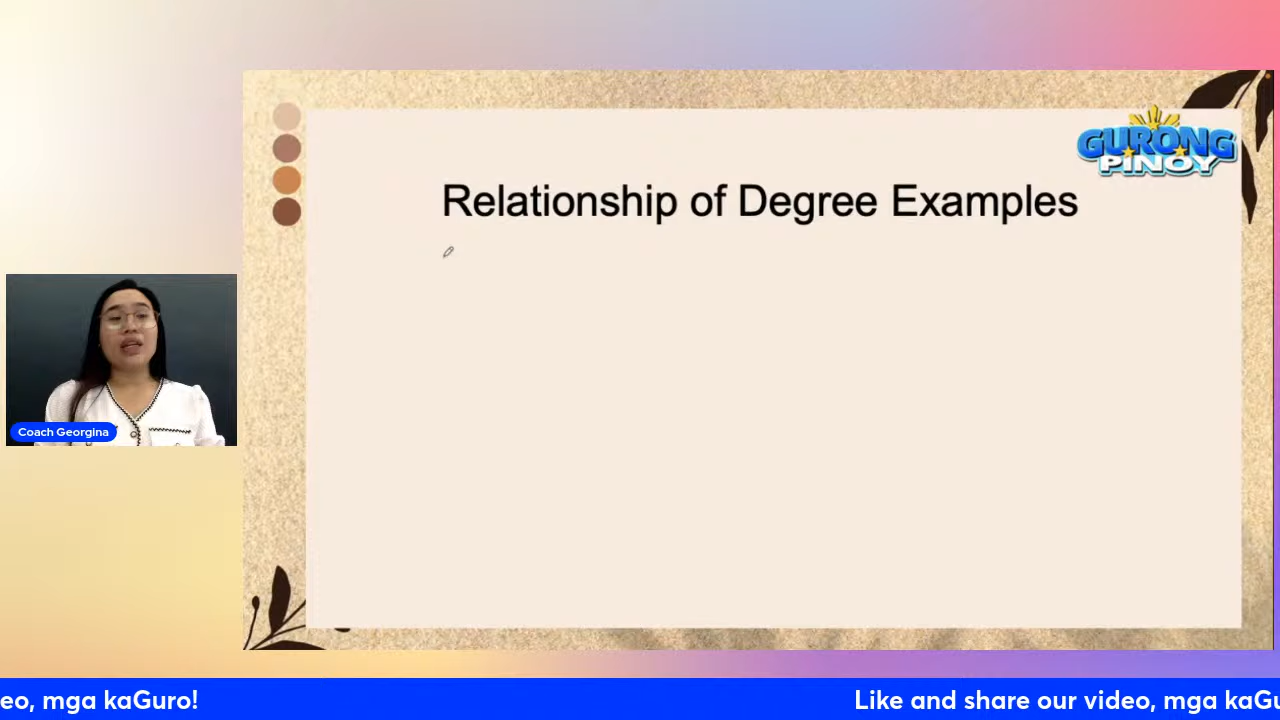 GURONG
PINOY
Relationship of Degree Examples
Coach Georgina
eo, mga kaGuro!
Like and share our video, mga kaGu